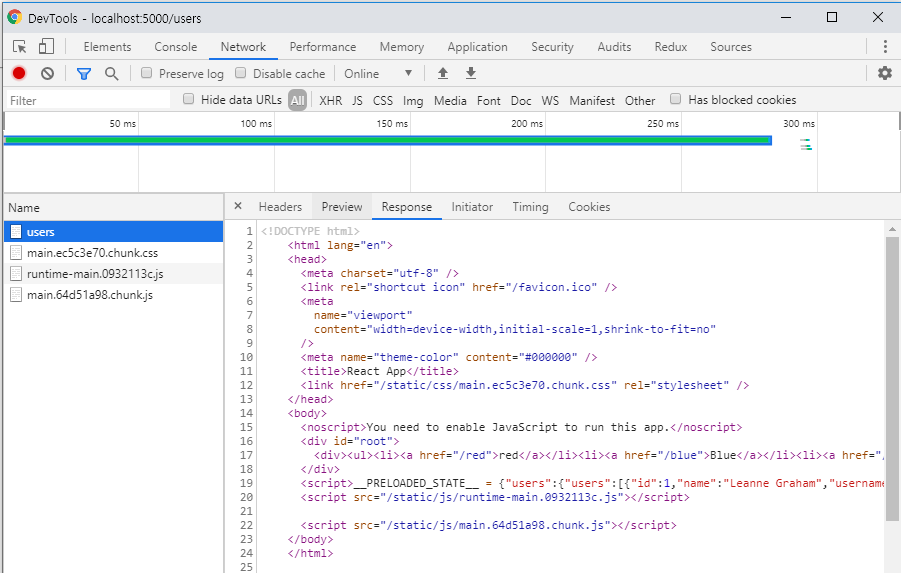 DevTools - localhost:5000/users
Elements Console Network Performance Memory Application Security Audits Redux Sources
Preserve log Disable cache Online
Filter Hide data URLs All XHR JS CSS Img Media Font Doc WS Manifest Other Has blocked cookies
50 ms 100 ms 150 ms 200 ms 250 ms 300 ms
Name
users
main.ec5c3e70.chunk.css
runtime-main.0932113c.js
main.64d51a98.chunk.js
Headers Preview Response Initiator Timing Cookies
1 <!DOCTYPE html>
2 <html lang="en">
3 <head>
4 <meta charset="utf-8" />
5 <link rel="shortcut icon" href="/favicon.ico" />
6 <meta
7 name="viewport"
8 content="width=device-width,initial-scale=1,shrink-to-fit=no"
9 />
10 <meta name="theme-color" content="#000000" />
11 <title>React App</title>
12 <link href="/static/css/main.ec5c3e70.chunk.css" rel="stylesheet" />
13 </head>
14 <body>
15 <noscript>You need to enable JavaScript to run this app.</noscript>
16 <div id="root">
17 <div><ul><li><a href="/red">red</a></li><li><a href="/blue">Blue</a></li><li><a href="/
18 </div>
19 <script>__PRELOADED_STATE__ = {"users":{"users":[{"id":1,"name":"Leanne Graham","username
20 <script src="/static/js/runtime-main.0932113c.js"></script>
21
22 <script src="/static/js/main.64d51a98.chunk.js"></script>
23 </body>
24 </html>
25